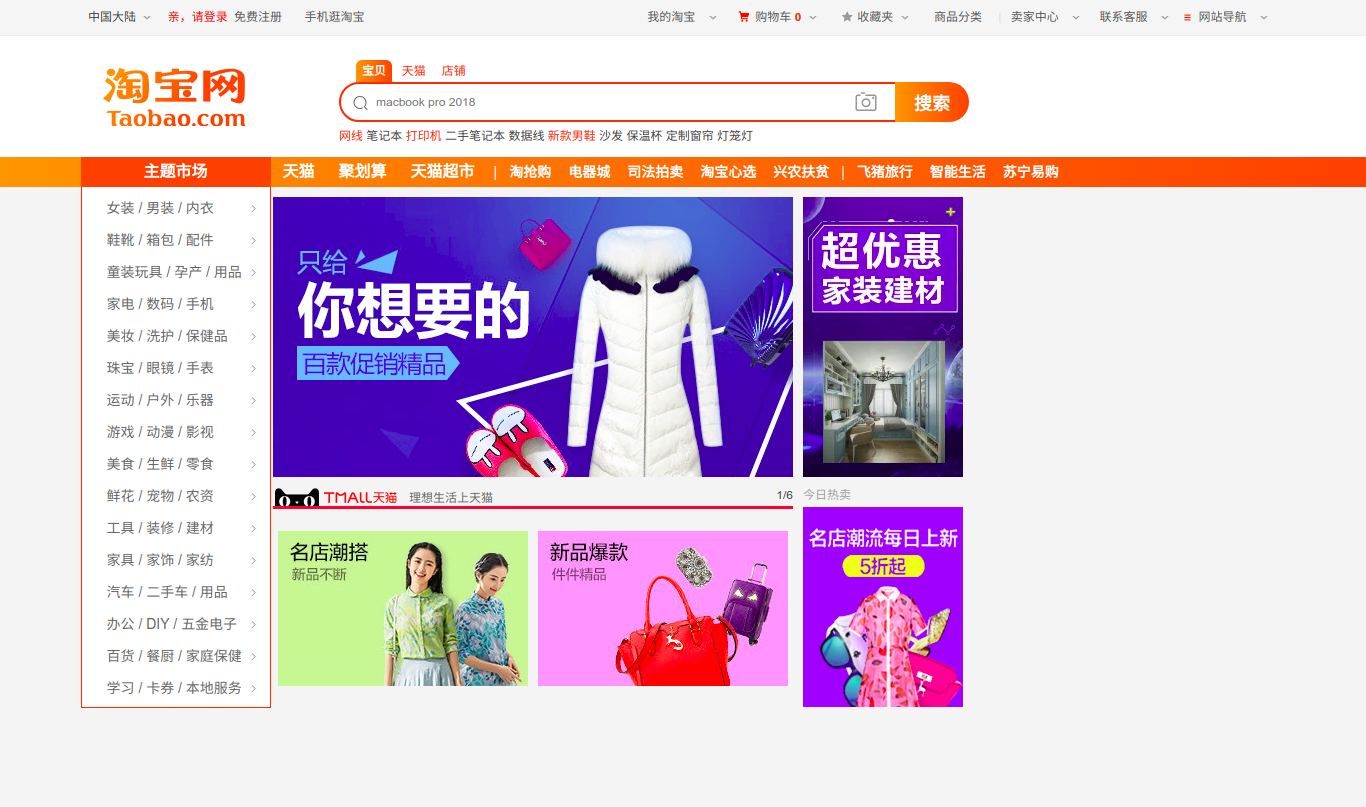 中国大陆 亲，请登录 免费注册 手机逛淘宝 我的淘宝 购物车 0 收藏夹 商品分类 | 卖家中心 联系客服 网站导航
宝贝 天猫 店铺
淘宝网
Taobao.com
macbook pro 2018 搜索
网线 笔记本 打印机 二手笔记本 数据线 新款男鞋 沙发 保温杯 定制窗帘 灯笼灯
主题市场 天猫 聚划算 天猫超市 | 淘抢购 电器城 司法拍卖 淘宝心选 兴农扶贫 | 飞猪旅行 智能生活 苏宁易购
女装 / 男装 / 内衣
鞋靴 / 箱包 / 配件
童装玩具 / 孕产 / 用品
家电 / 数码 / 手机
美妆 / 洗护 / 保健品
珠宝 / 眼镜 / 手表
运动 / 户外 / 乐器
游戏 / 动漫 / 影视
美食 / 生鲜 / 零食
鲜花 / 宠物 / 农资
工具 / 装修 / 建材
家具 / 家饰 / 家纺
汽车 / 二手车 / 用品
办公 / DIY / 五金电子
百货 / 餐厨 / 家庭保健
学习 / 卡券 / 本地服务
只给
你想要的
百款促销精品
超优惠
家装建材
TMALL天猫 理想生活上天猫 1/6
今日热卖
名店潮搭
新品不断
新品爆款
件件精品
名店潮流每日上新
5折起